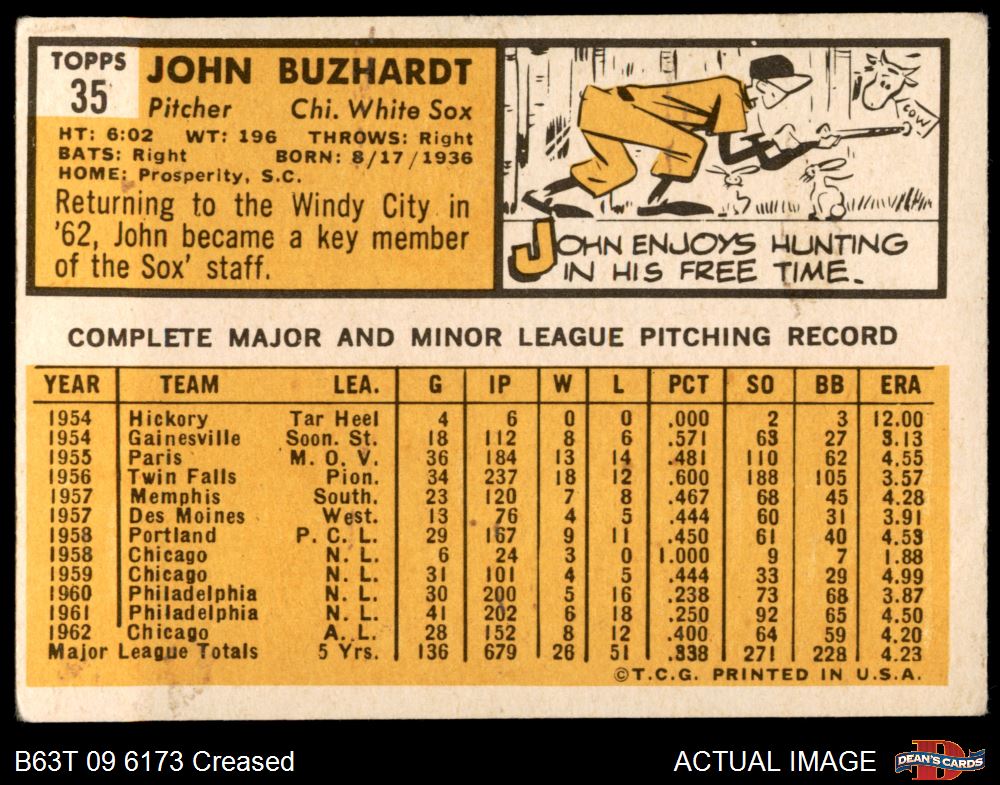 TOPPS
35
JOHN BUZHARDT
Pitcher Chi. White Sox
HT: 6:02 WT: 196 THROWS: Right
BATS: Right BORN: 8/17/1936
HOME: Prosperity, S.C.
Returning to the Windy City in
'62, John became a key member
of the Sox' staff.
COW
JOHN ENJOYS HUNTING
IN HIS FREE TIME.
COMPLETE MAJOR AND MINOR LEAGUE PITCHING RECORD
YEAR TEAM LEA. G IP W L PCT SO BB ERA
1954 Hickory Tar Heel 4 6 0 0 .000 2 3 12.00
1954 Gainesville Soon. St. 18 112 8 6 .571 63 27 3.13
1955 Paris M. O. V. 36 184 13 14 .481 110 62 4.55
1956 Twin Falls Pion. 34 237 18 12 .600 188 105 3.57
1957 Memphis South. 23 120 7 8 .467 68 45 4.28
1957 Des Moines West. 13 76 4 5 .444 60 31 3.91
1958 Portland P. C. L. 29 167 9 11 .450 61 40 4.53
1958 Chicago N. L. 6 24 3 0 1.000 9 7 1.88
1959 Chicago N. L. 31 101 4 5 .444 33 29 4.99
1960 Philadelphia N. L. 30 200 5 16 .238 73 68 3.87
1961 Philadelphia N. L. 41 202 6 18 .250 92 65 4.50
1962 Chicago A. L. 28 152 8 12 .400 64 59 4.20
Major League Totals 5 Yrs. 136 679 26 51 .338 271 228 4.23
©T.C.G. PRINTED IN U.S.A.
B63T 09 6173 Creased ACTUAL IMAGE D DEAN'S CARDS